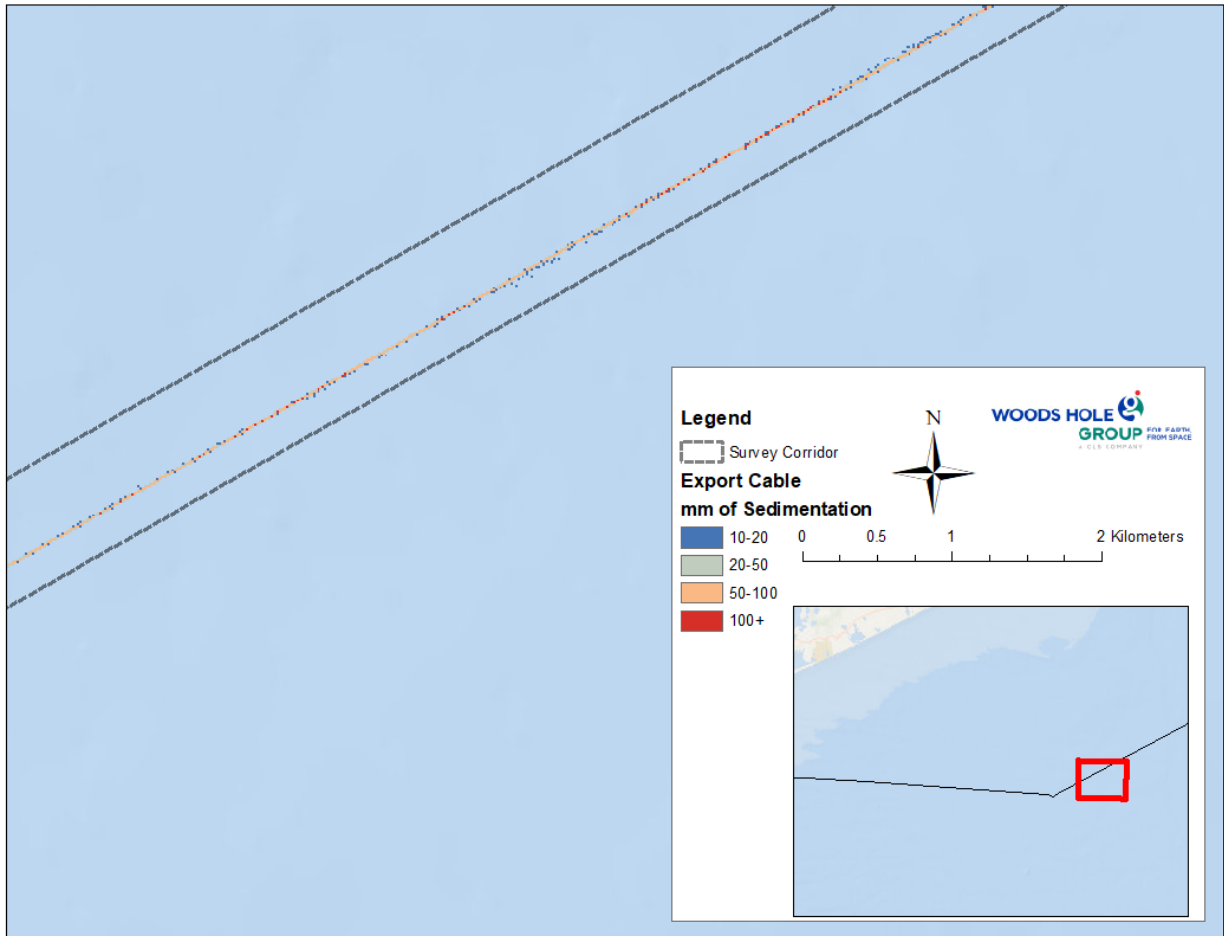 Legend
Survey Corridor
Export Cable
mm of Sedimentation
10-20
20-50
50-100
100+
N
WOODS HOLE
GROUP FOR EARTH, FROM SPACE
A CLS COMPANY
0 0.5 1 2 Kilometers